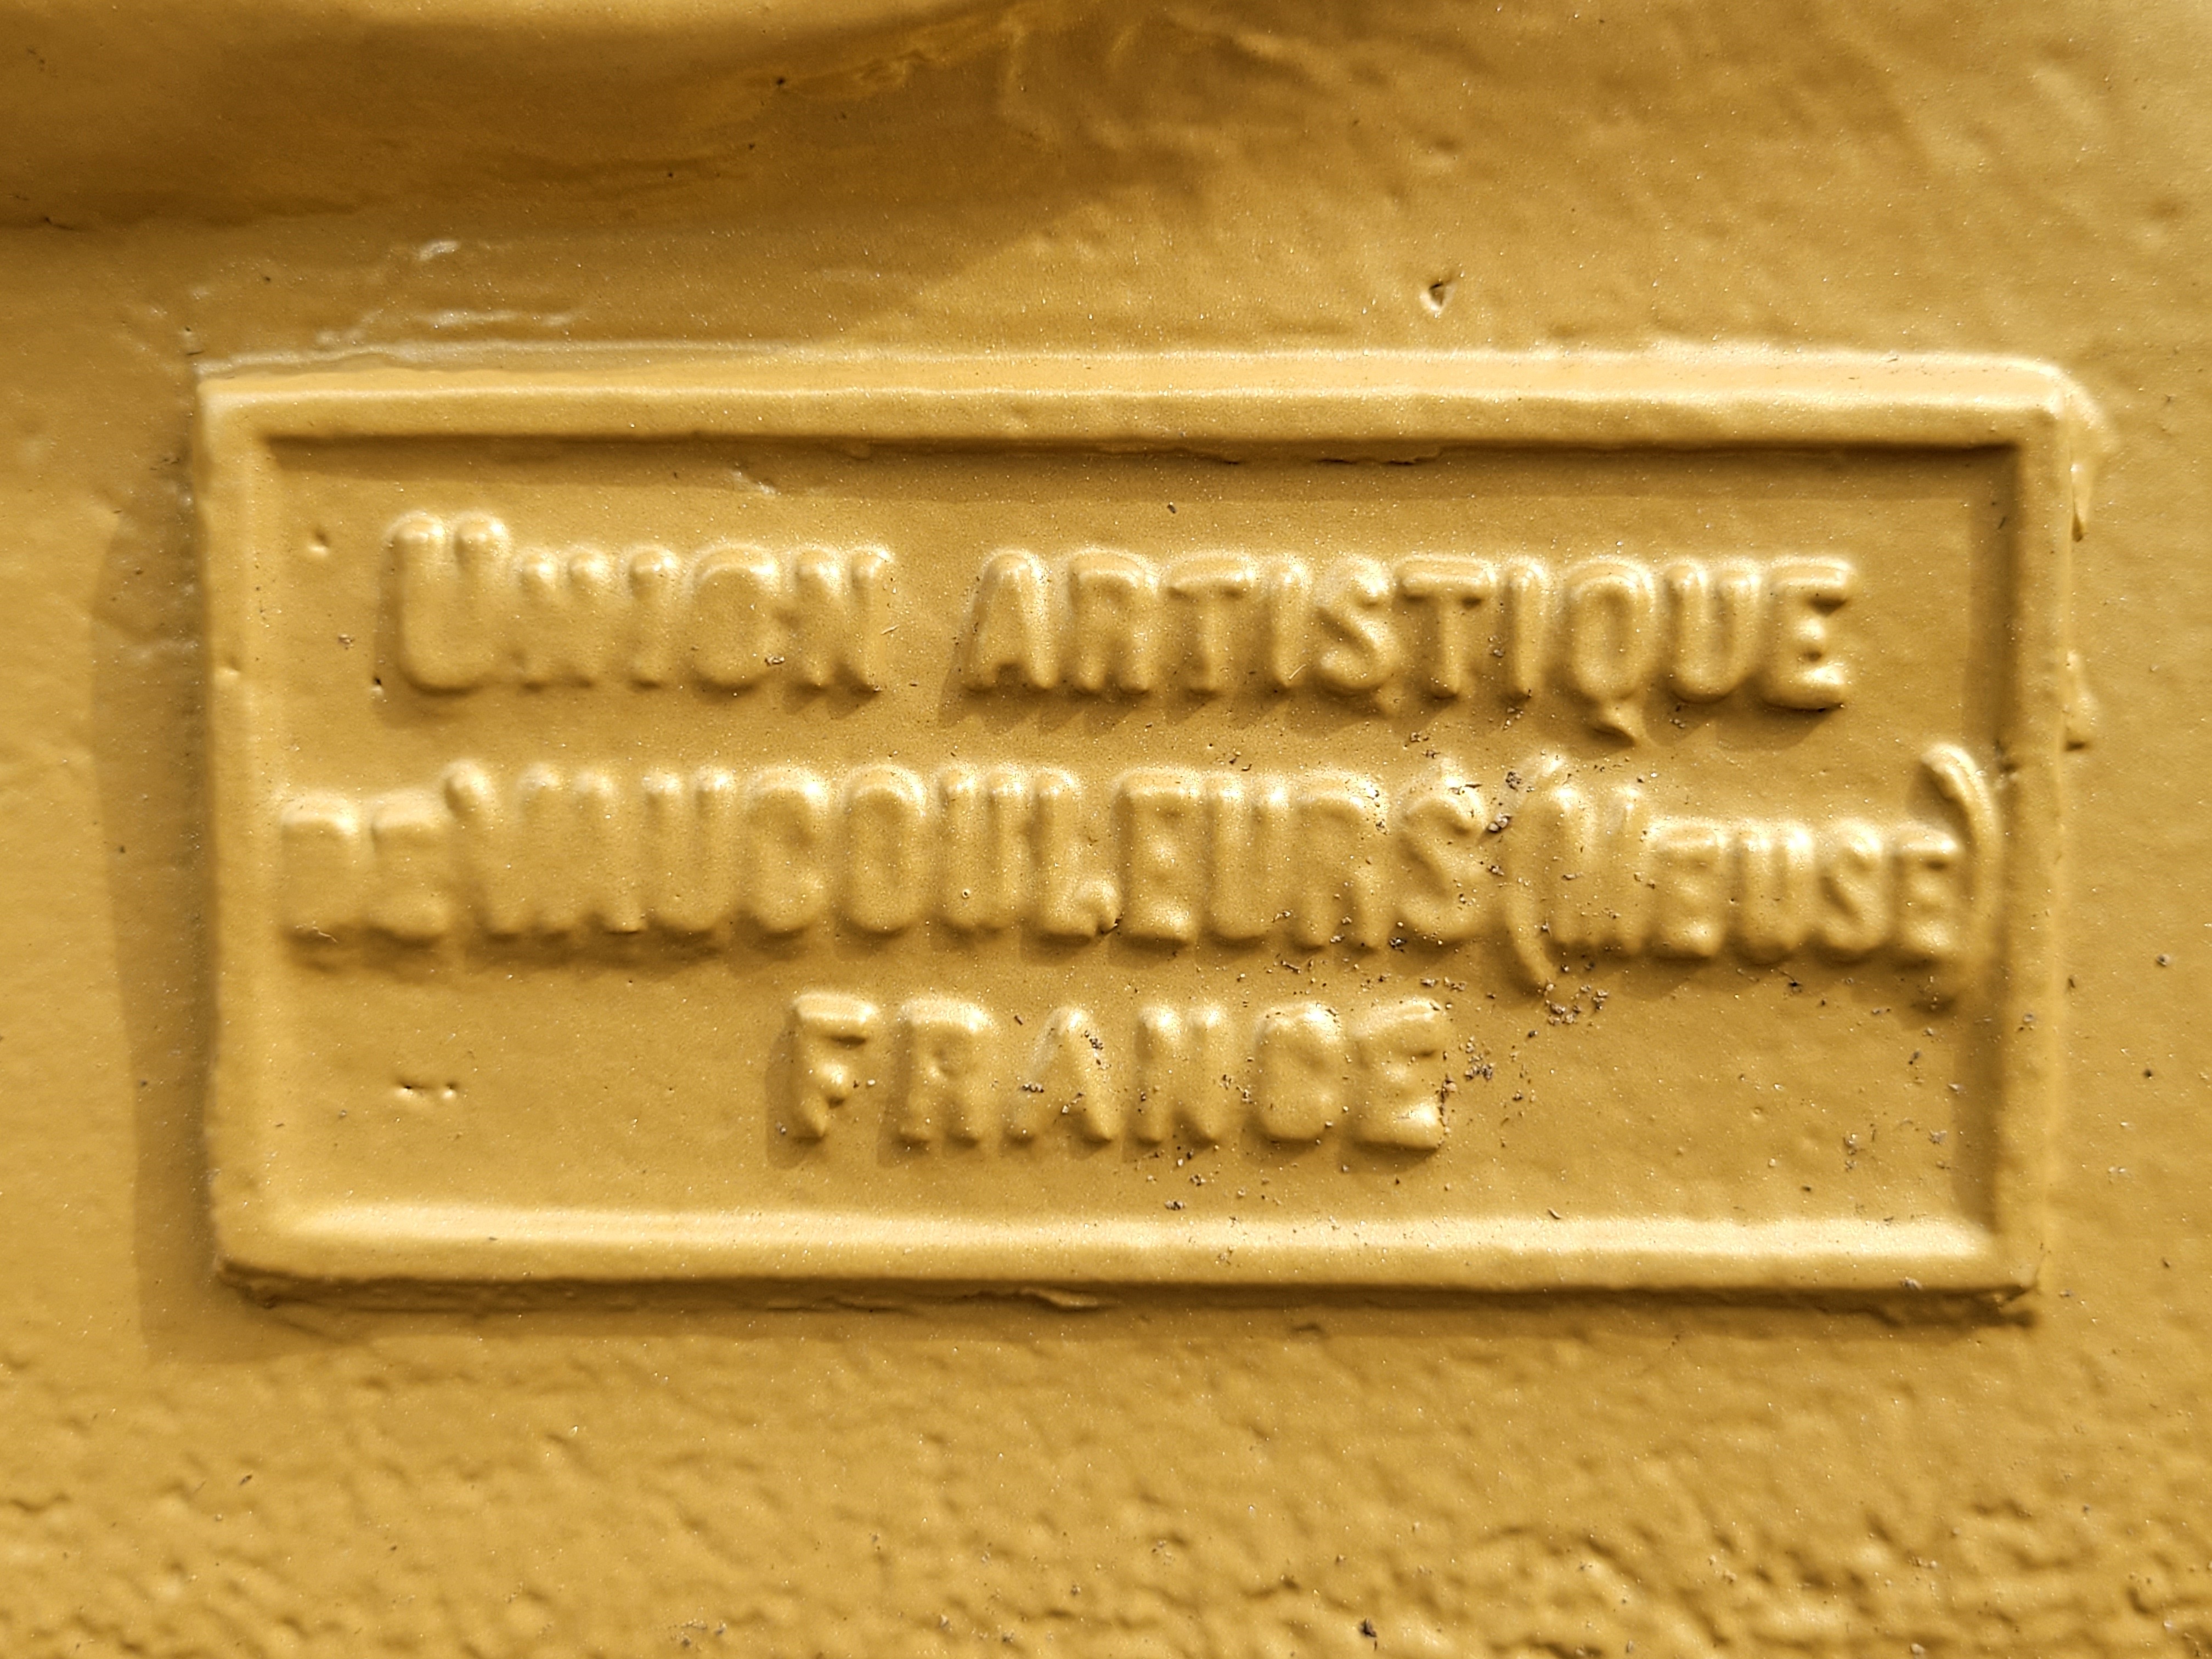 UNION ARTISTIQUE
DE VAUCOULEURS (MEUSE)
FRANCE